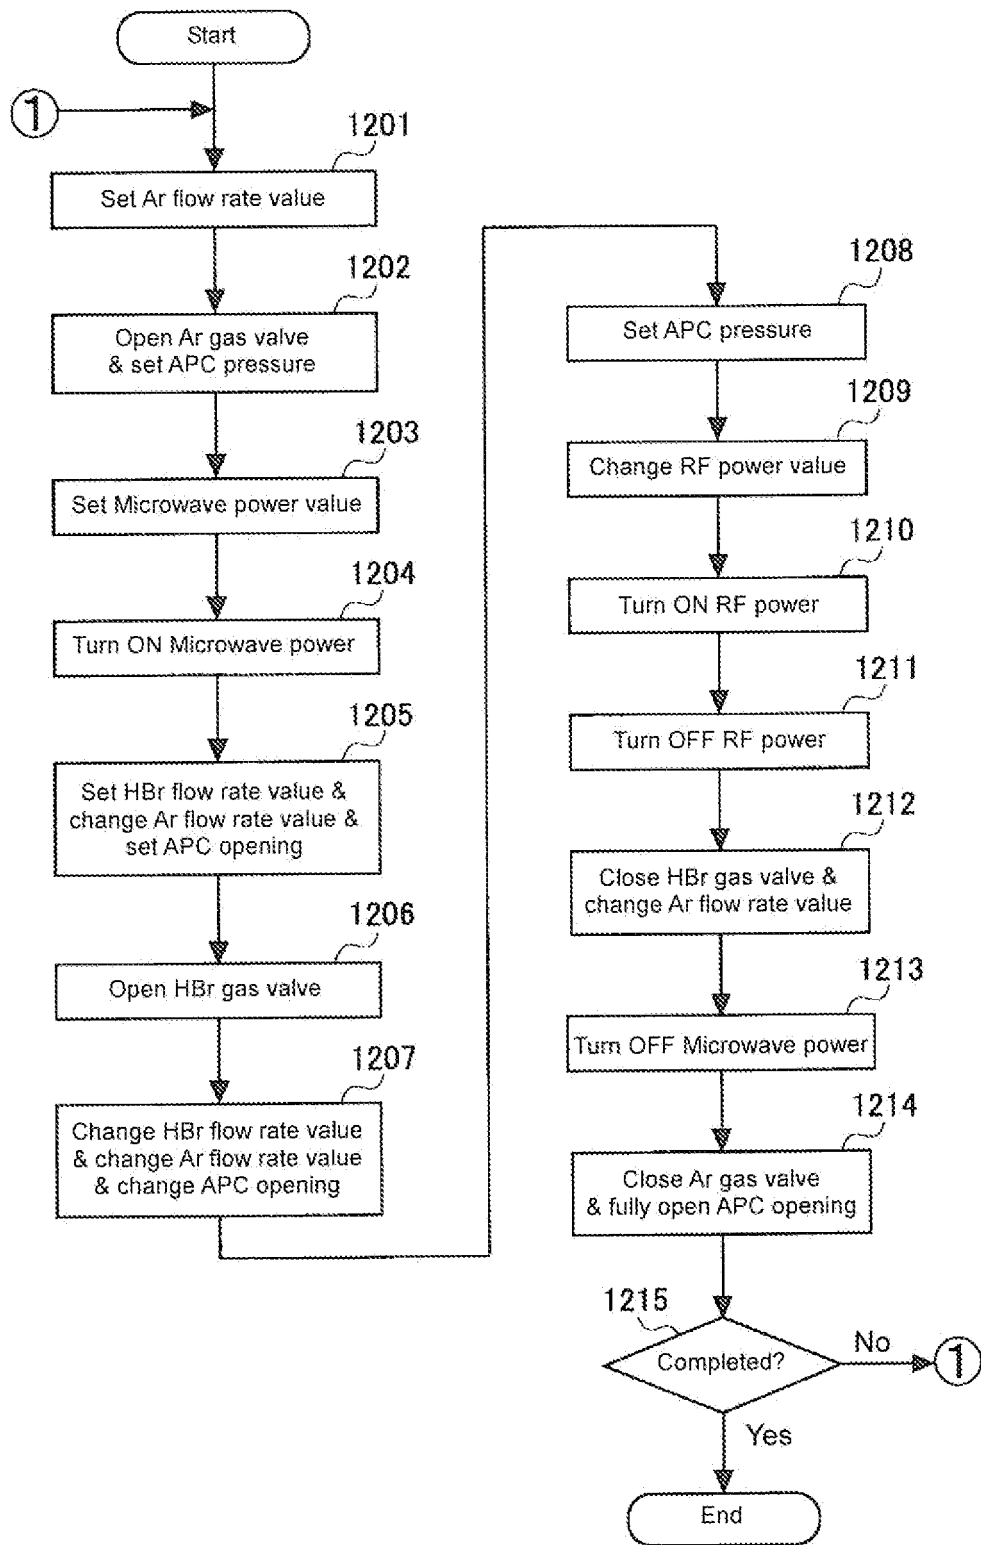 Start
①
1201
Set Ar flow rate value
1202
Open Ar gas valve
& set APC pressure
1203
Set Microwave power value
1204
Turn ON Microwave power
1205
Set HBr flow rate value &
change Ar flow rate value &
set APC opening
1206
Open HBr gas valve
1207
Change HBr flow rate value
& change Ar flow rate value
& change APC opening
1208
Set APC pressure
1209
Change RF power value
1210
Turn ON RF power
1211
Turn OFF RF power
1212
Close HBr gas valve &
change Ar flow rate value
1213
Turn OFF Microwave power
1214
Close Ar gas valve
& fully open APC opening
1215
Completed?
No
①
Yes
End